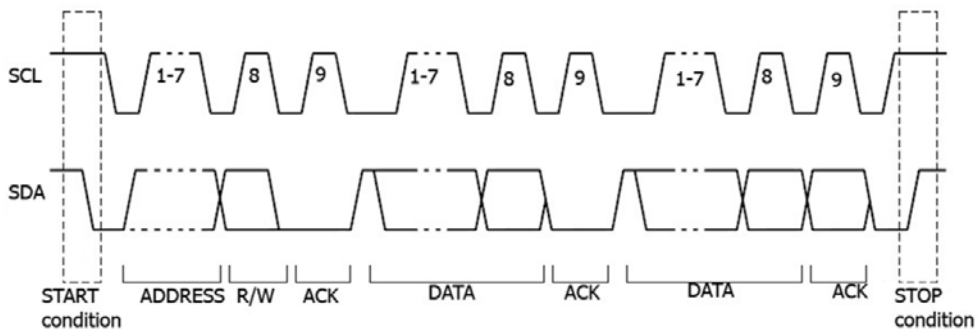 SCL
1-7 8 9 1-7 8 9 1-7 8 9
SDA
START condition
ADDRESS R/W ACK DATA ACK DATA ACK
STOP condition